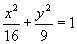 x²/16 + y²/9 = 1